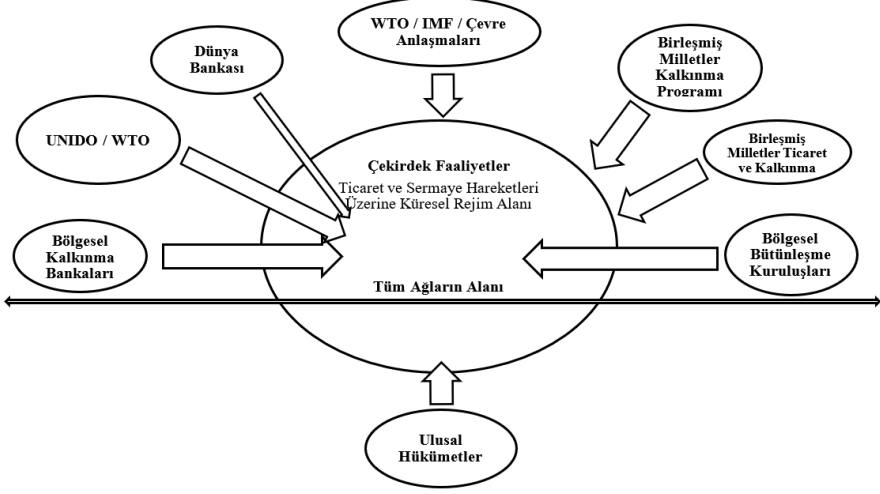 WTO / IMF / Çevre
Anlaşmaları
Dünya
Bankası
Birleşmiş
Milletler
Kalkınma
Programı
UNIDO / WTO
Birleşmiş
Milletler Ticaret
ve Kalkınma
Çekirdek Faaliyetler
Ticaret ve Sermaye Hareketleri
Üzerine Küresel Rejim Alanı
Bölgesel
Kalkınma
Bankaları
Bölgesel
Bütünleşme
Kuruluşları
Tüm Ağların Alanı
Ulusal
Hükümetler